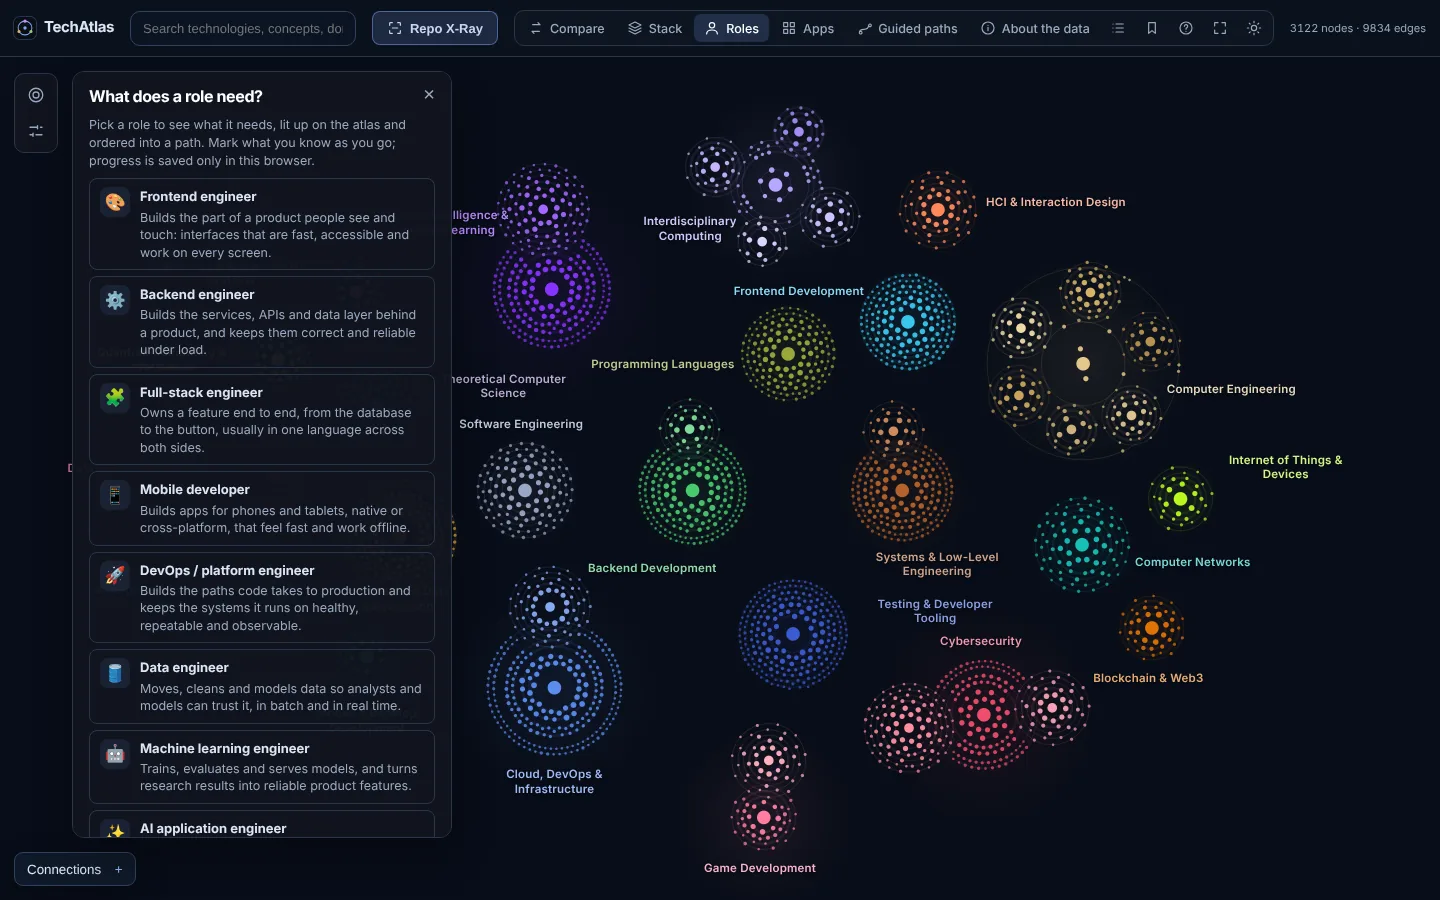 TechAtlas
Search technologies, concepts, do
Repo X-Ray
Compare
Stack
Roles
Apps
Guided paths
About the data
3122 nodes · 9834 edges
What does a role need?
Pick a role to see what it needs, lit up on the atlas and
ordered into a path. Mark what you know as you go;
progress is saved only in this browser.
Frontend engineer
Builds the part of a product people see and
touch: interfaces that are fast, accessible and
work on every screen.
Backend engineer
Builds the services, APIs and data layer behind
a product, and keeps them correct and reliable
under load.
Full-stack engineer
Owns a feature end to end, from the database
to the button, usually in one language across
both sides.
Mobile developer
Builds apps for phones and tablets, native or
cross-platform, that feel fast and work offline.
DevOps / platform engineer
Builds the paths code takes to production and
keeps the systems it runs on healthy,
repeatable and observable.
Data engineer
Moves, cleans and models data so analysts and
models can trust it, in batch and in real time.
Machine learning engineer
Trains, evaluates and serves models, and turns
research results into reliable product features.
AI application engineer
Connections +
lligence &
earning
Interdisciplinary
Computing
HCI & Interaction Design
Frontend Development
Programming Languages
heoretical Computer
Science
Computer Engineering
Software Engineering
Internet of Things &
Devices
Backend Development
Systems & Low-Level
Engineering
Computer Networks
Testing & Developer
Tooling
Cybersecurity
Blockchain & Web3
Cloud, DevOps &
Infrastructure
Game Development